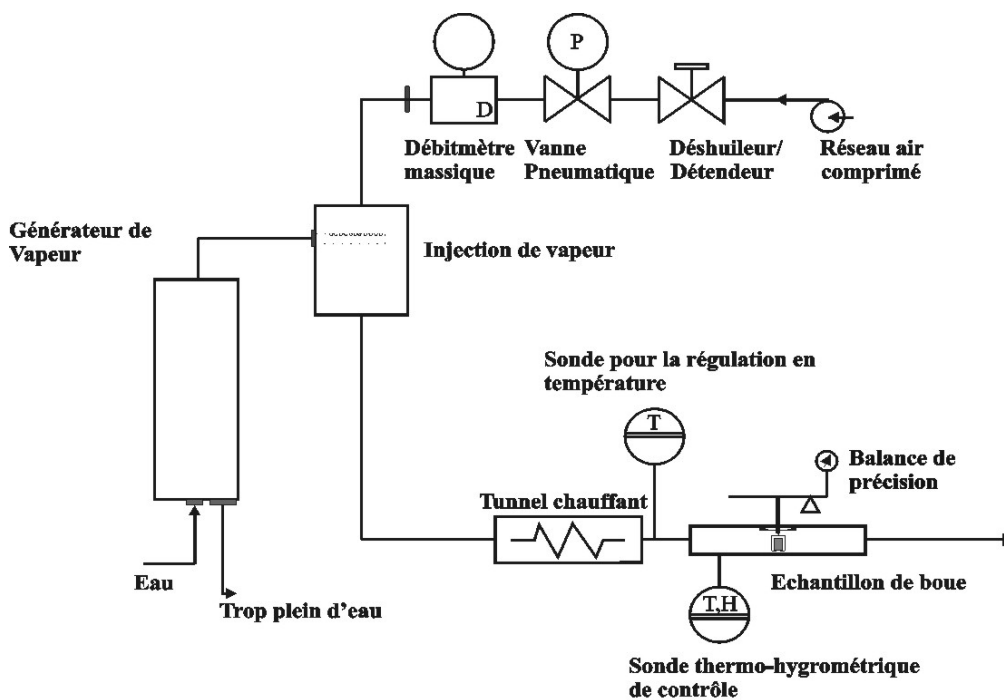 P
D
Débitmètre
massique
Vanne
Pneumatique
Déshuileur/
Détendeur
Réseau air
comprimé
Générateur de
Vapeur
Injection de vapeur
Sonde pour la régulation en
température
T
Balance de
précision
Tunnel chauffant
Eau
Trop plein d'eau
Echantillon de boue
T,H
Sonde thermo-hygrométrique
de contrôle